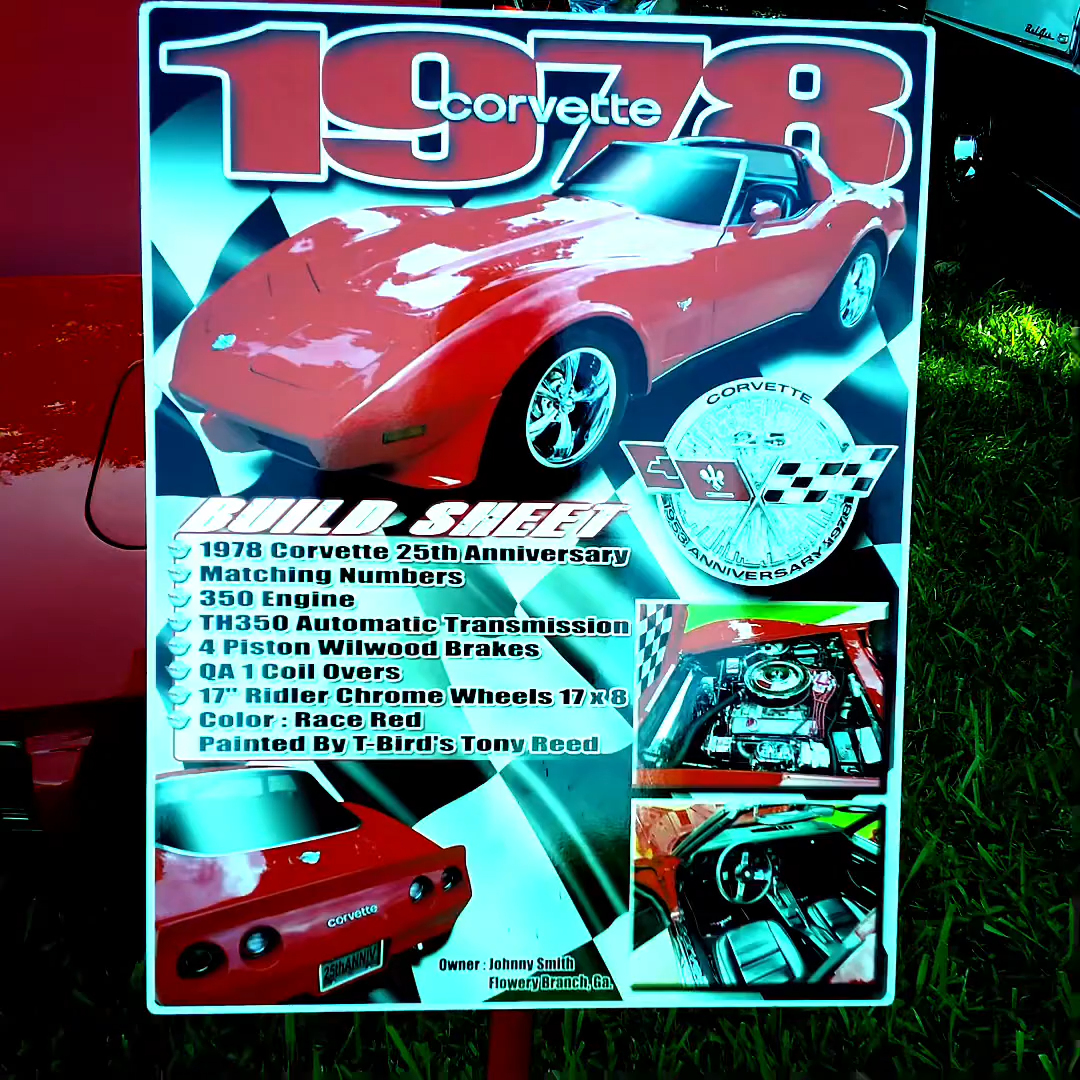 1978
corvette
CORVETTE
25
1953 ANNIVERSARY 1978
BUILD SHEET
1978 Corvette 25th Anniversary
Matching Numbers
350 Engine
TH350 Automatic Transmission
4 Piston Wilwood Brakes
QA 1 Coil Overs
17" Ridler Chrome Wheels 17 x 8
Color : Race Red
Painted By T-Bird's Tony Reed
corvette
25thANNIV
Owner : Johnny Smith
Flowery Branch,Ga.